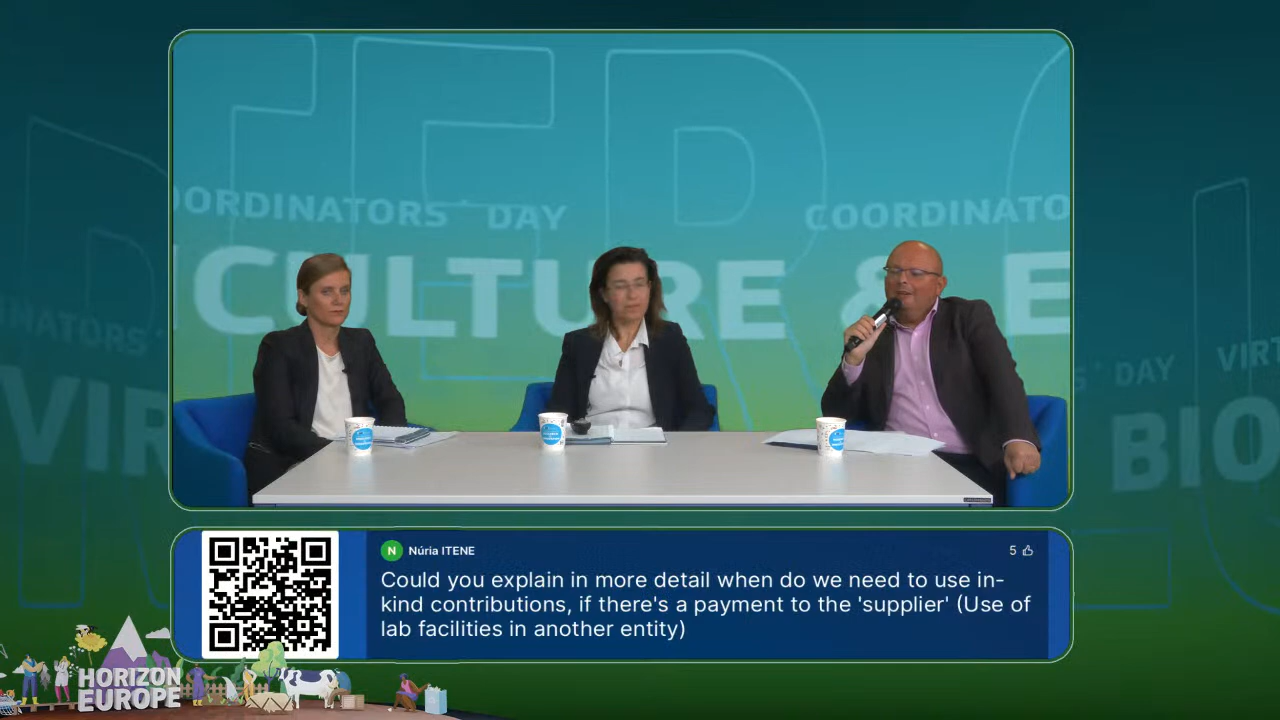 OORDINATORS' DAY
COORDINATO
ICULTURE & E
INATORS'
S' DAY
VIRT
VIR
BIO
N Núria ITENE
5
Could you explain in more detail when do we need to use in-
kind contributions, if there's a payment to the 'supplier' (Use of
lab facilities in another entity)
HORIZON
EUROPE